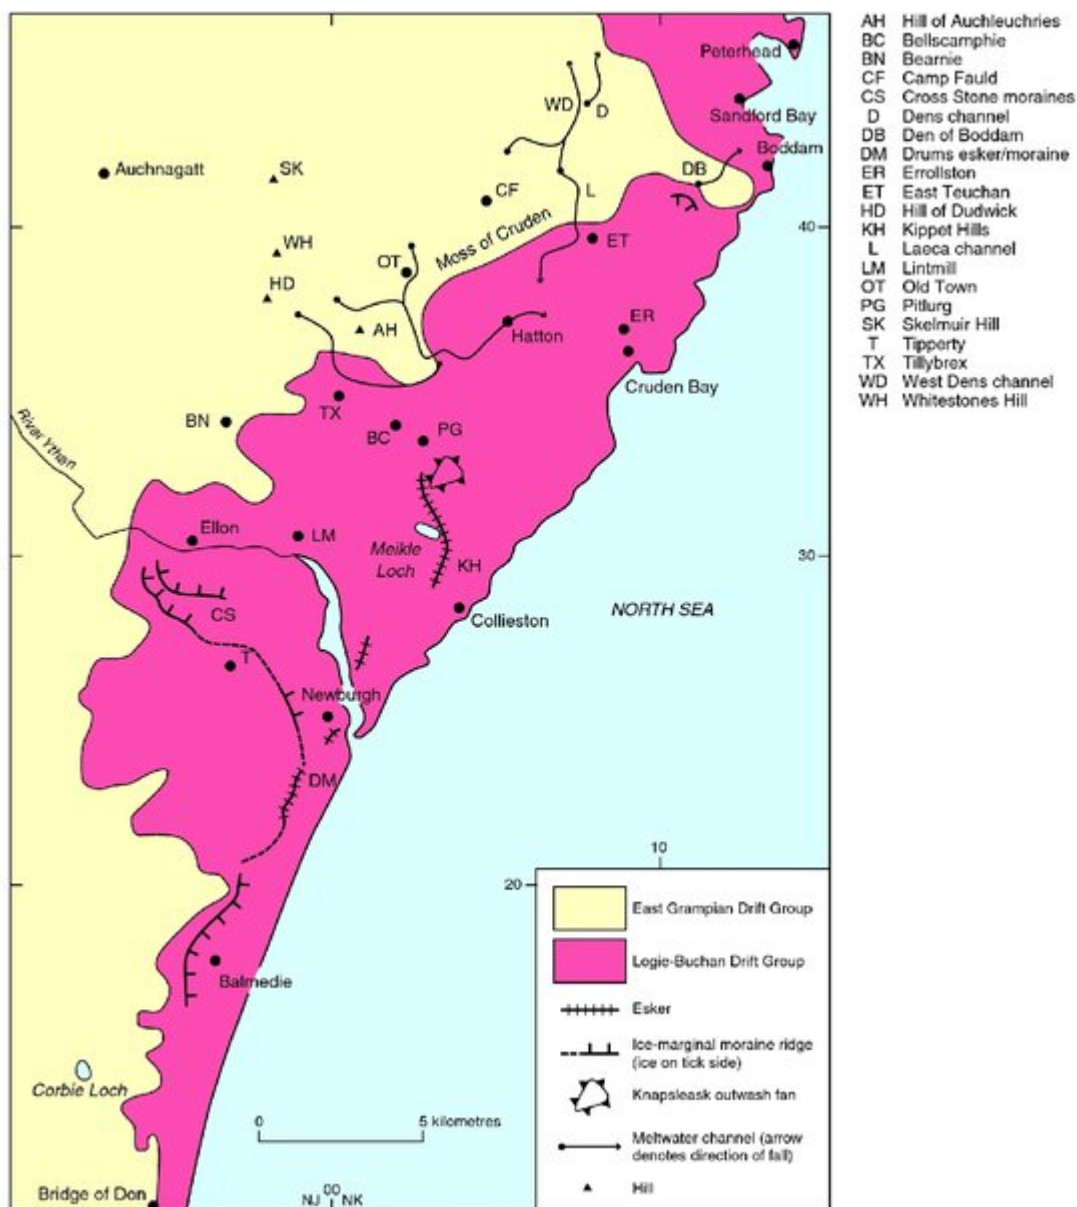 Peterhead
WD
D
Sandford Bay
Boddam
Auchnagatt
SK
DB
CF
L
40
WH
Moss of Cruden
ET
OT
HD
AH
Hatton
ER
Cruden Bay
TX
BN
BC
PG
River Ythan
Ellon
LM
Meikle
Loch
KH
30
CS
Collieston
NORTH SEA
T
Newburgh
DM
10
20
Balmedie
Corbie Loch
0
5 kilometres
Bridge of Don
NJ 00 NK
East Grampian Drift Group
Logie-Buchan Drift Group
Esker
Ice-marginal moraine ridge
(ice on tick side)
Knapsleask outwash fan
Meltwater channel (arrow
denotes direction of fall)
Hill
AH Hill of Auchleuchries
BC Bellscamphie
BN Bearnie
CF Camp Fauld
CS Cross Stone moraines
D Dens channel
DB Den of Boddam
DM Drums esker/moraine
ER Errollston
ET East Teuchan
HD Hill of Dudwick
KH Kippet Hills
L Laeca channel
LM Lintmill
OT Old Town
PG Pitlurg
SK Skelmuir Hill
T Tipperty
TX Tillybrex
WD West Dens channel
WH Whitestones Hill